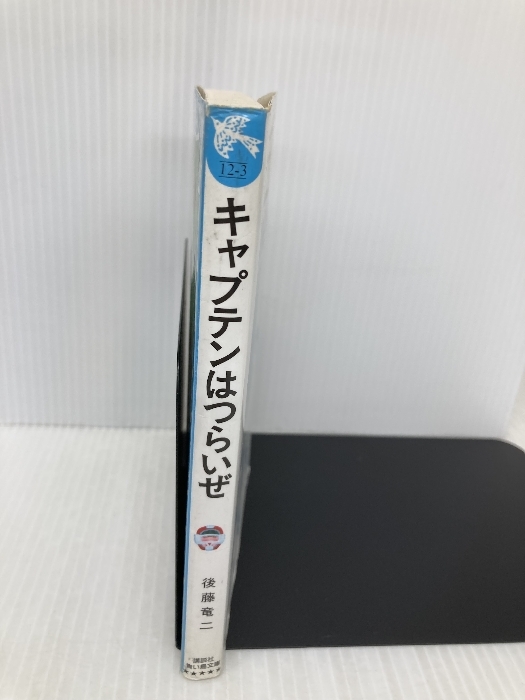 12-3
キャプテンはつらいぜ
後藤竜二
講談社
青い鳥文庫
★★★★★